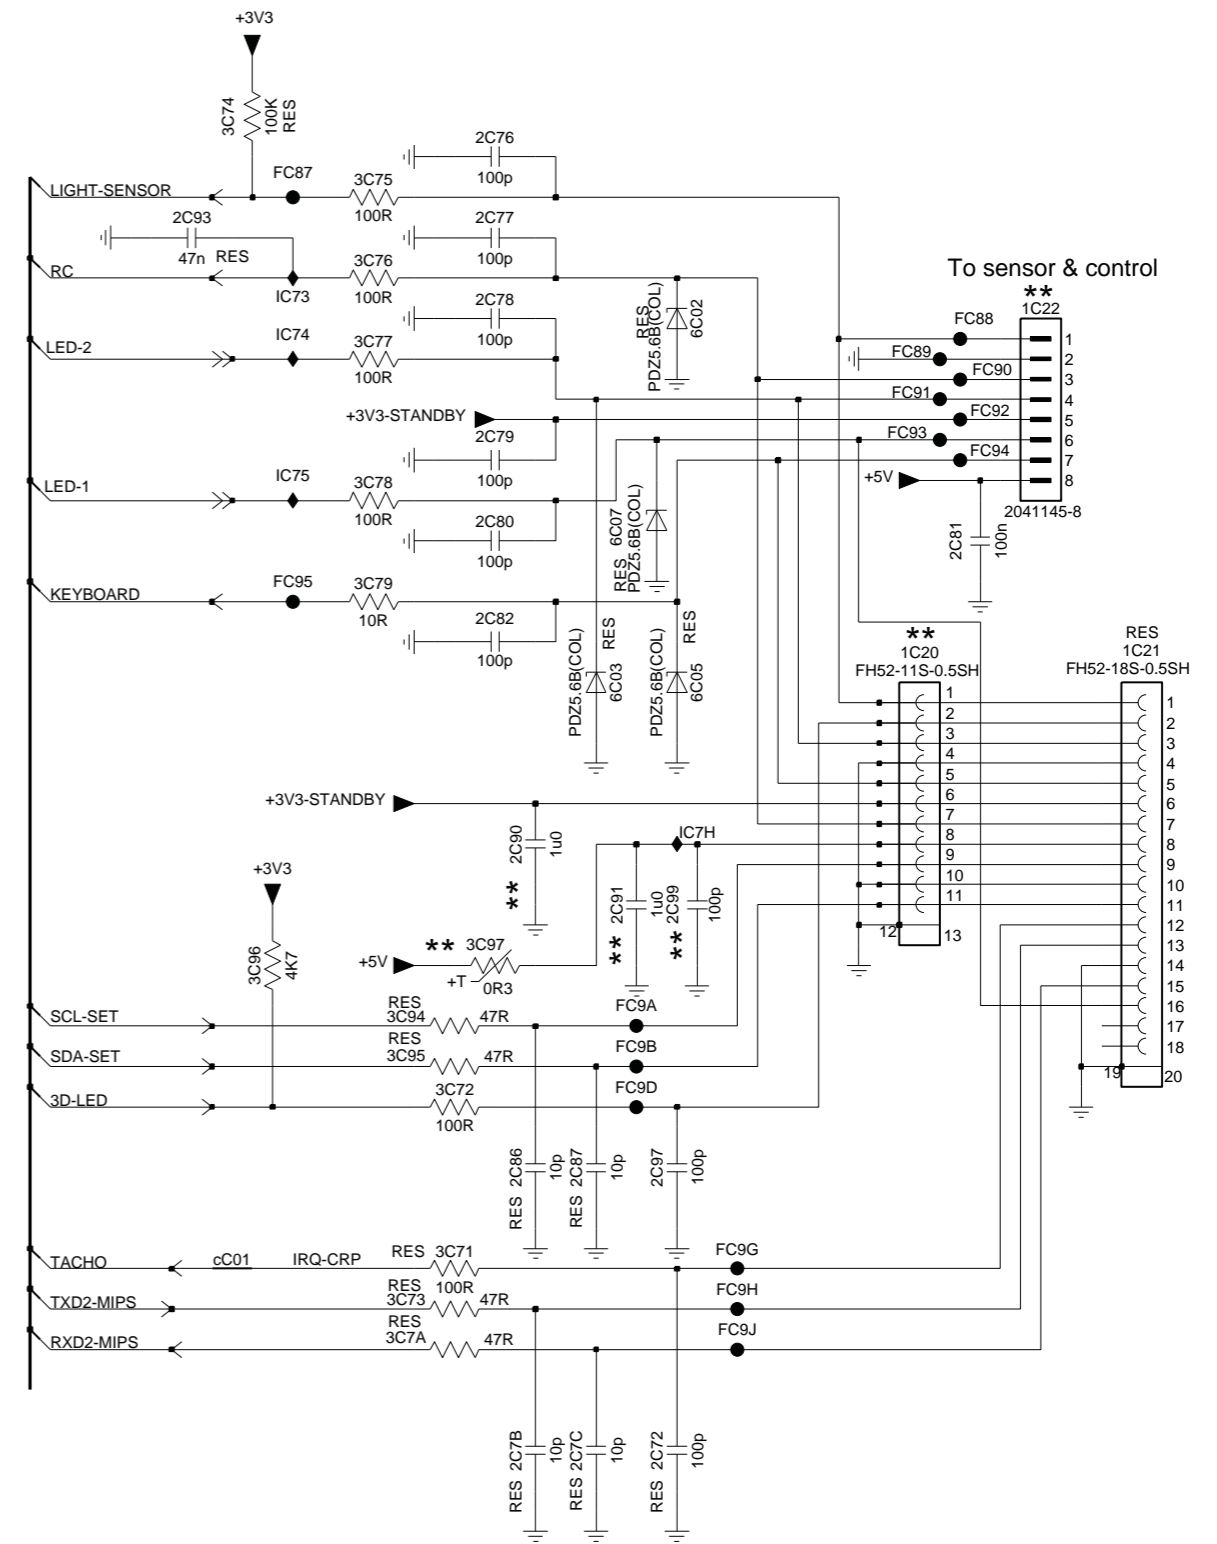 +3V3
3C74
100K
RES
FC87
2C76
100p
LIGHT-SENSOR
3C75
100R
2C93
47n
RES
2C77
100p
RC
IC73
3C76
100R
2C78
100p
RES
PDZ5.6B(COL)
6C02
To sensor & control
**
1C22
LED-2
IC74
3C77
100R
FC88
1
FC89
2
FC90
3
FC91
4
+3V3-STANDBY
FC92
5
2C79
100p
FC93
6
FC94
7
+5V
8
2041145-8
2C81
100n
LED-1
IC75
3C78
100R
2C80
100p
RES
6C07
PDZ5.6B(COL)
KEYBOARD
FC95
3C79
10R
2C82
100p
PDZ5.6B(COL)
RES
6C03
PDZ5.6B(COL)
RES
6C05
**
1C20
FH52-11S-0.5SH
RES
1C21
FH52-18S-0.5SH
1
2
3
4
5
6
7
8
9
10
11
12
13
1
2
3
4
5
6
7
8
9
10
11
12
13
14
15
16
17
18
19
20
+3V3-STANDBY
** 2C90
1u0
IC7H
** 2C91
1u0
** 2C99
100p
+3V3
3C96
4K7
+5V
** 3C97
+T
0R3
SCL-SET
RES
3C94
47R
FC9A
SDA-SET
RES
3C95
47R
FC9B
3D-LED
3C72
100R
FC9D
RES 2C86
10p
RES 2C87
10p
2C97
100p
TACHO
cC01
IRQ-CRP
RES 3C71
100R
FC9G
TXD2-MIPS
RES
3C73
47R
FC9H
RXD2-MIPS
RES
3C7A
47R
FC9J
RES 2C7B
10p
RES 2C7C
10p
RES 2C72
100p